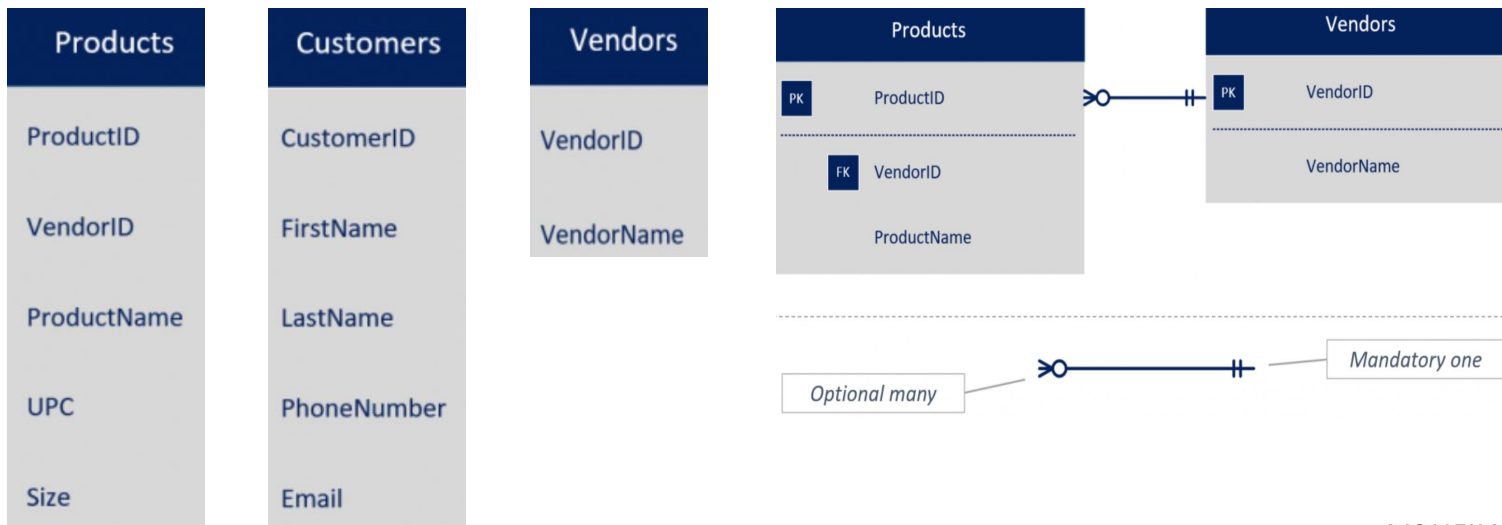 Products
ProductID
VendorID
ProductName
UPC
Size
Customers
CustomerID
FirstName
LastName
PhoneNumber
Email
Vendors
VendorID
VendorName
Products
PK ProductID
FK VendorID
ProductName
Vendors
PK VendorID
VendorName
Optional many
Mandatory one